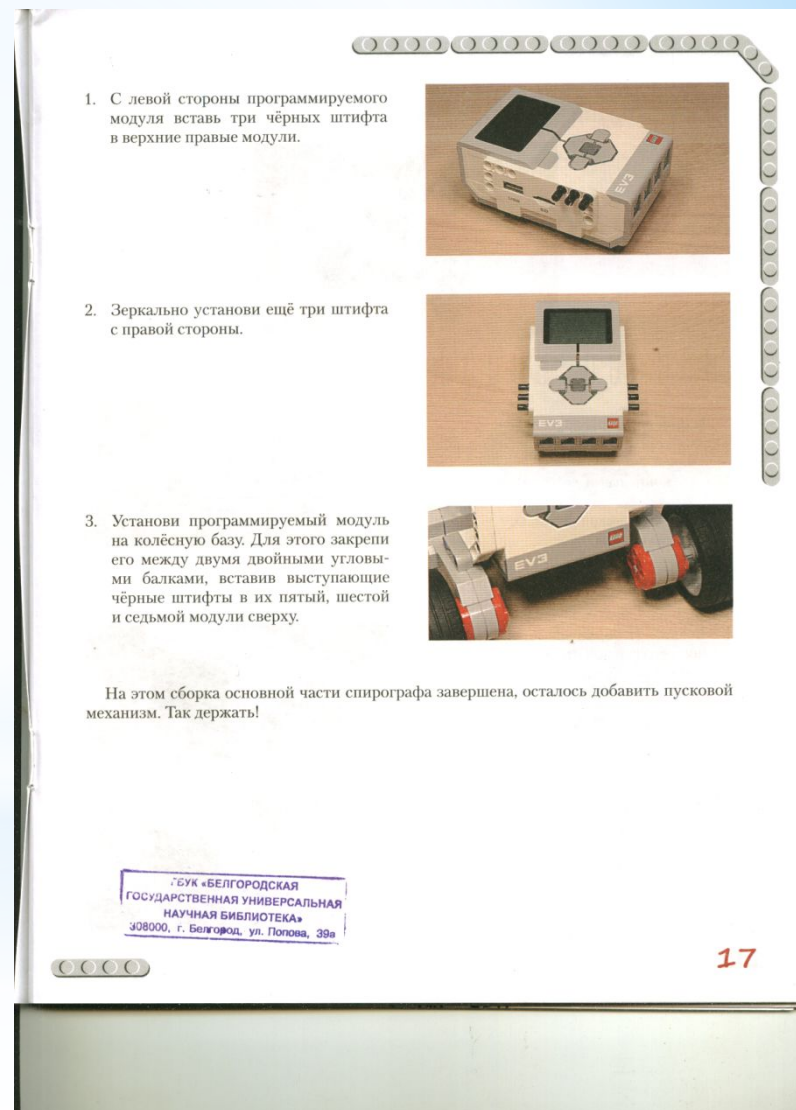 1. С левой стороны программируемого
модуля вставь три чёрных штифта
в верхние правые модули.
EV3
2. Зеркально установи ещё три штифта
с правой стороны.
EV3
3. Установи программируемый модуль
на колёсную базу. Для этого закрепи
его между двумя двойными угловы-
ми балками, вставив выступающие
чёрные штифты в их пятый, шестой
и седьмой модули сверху.
EV3
На этом сборка основной части спирографа завершена, осталось добавить пусковой
механизм. Так держать!
ГБУК «БЕЛГОРОДСКАЯ
ГОСУДАРСТВЕННАЯ УНИВЕРСАЛЬНАЯ
НАУЧНАЯ БИБЛИОТЕКА»
308000, г. Белгород, ул. Попова, 39а
17